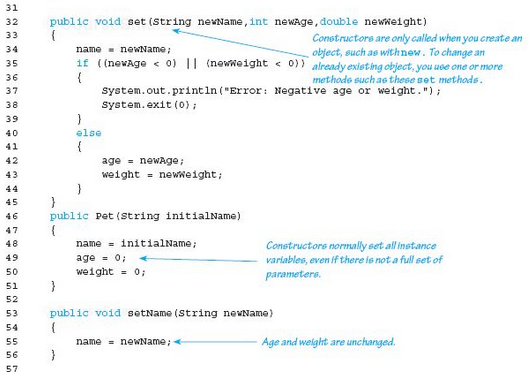 31
32 public void set(String newName,int newAge,double newWeight)
33 {
34 name = newName;
35 if ((newAge < 0) || (newWeight < 0))
36 {
37 System.out.println("Error: Negative age or weight.");
38 System.exit(0);
39 }
40 else
41 {
42 age = newAge;
43 weight = newWeight;
44 }
45 }
Constructors are only called when you create an
object, such as with new. To change an
already existing object, you use one or more
methods such as these set methods.
46 public Pet(String initialName)
47 {
48 name = initialName;
49 age = 0;
50 weight = 0;
51 }
Constructors normally set all instance
variables, even if there is not a full set of
parameters.
52
53 public void setName(String newName)
54 {
55 name = newName;
Age and weight are unchanged.
56 }
57